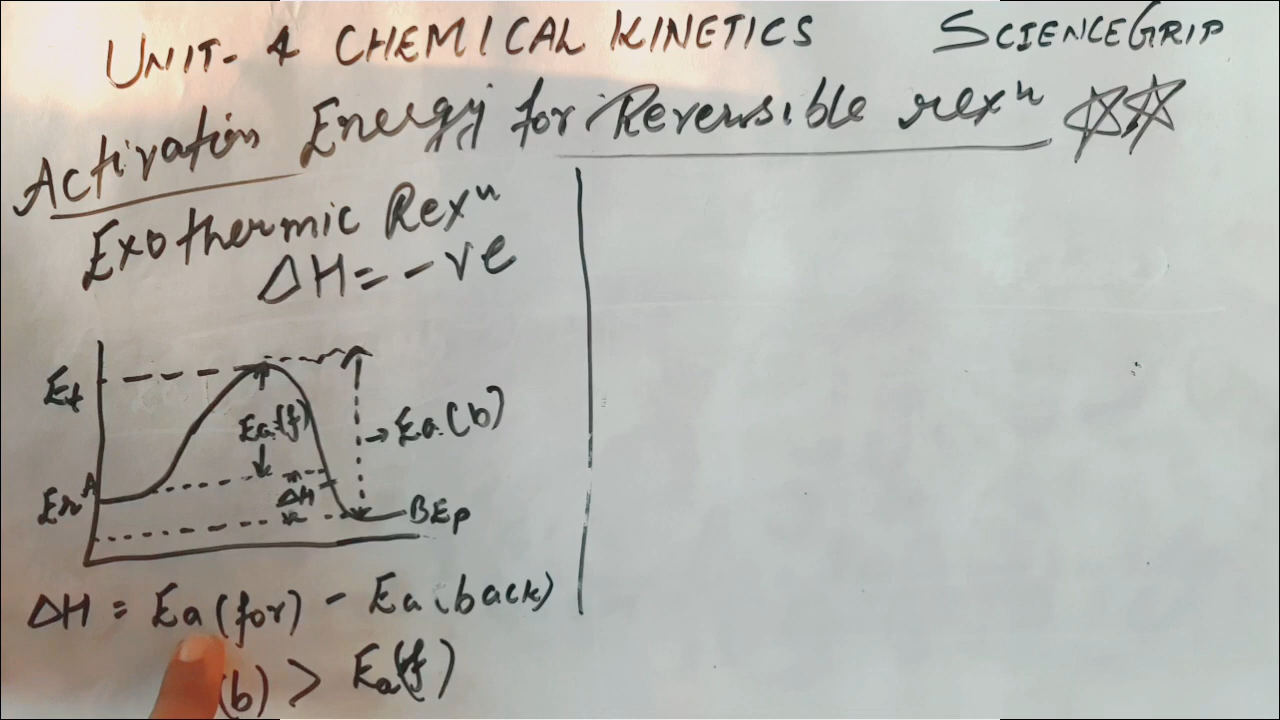 UNIT- 4 CHEMICAL KINETICS SCIENCEGRIP
Activation Energy for Reversible rexⁿ
Exothermic Rexⁿ
ΔH = -ve
Et
Ea(f)
→ Ea(b)
Er A
ΔH
B Ep
ΔH = Ea(for) - Ea(back)
(b) > Ea(f)